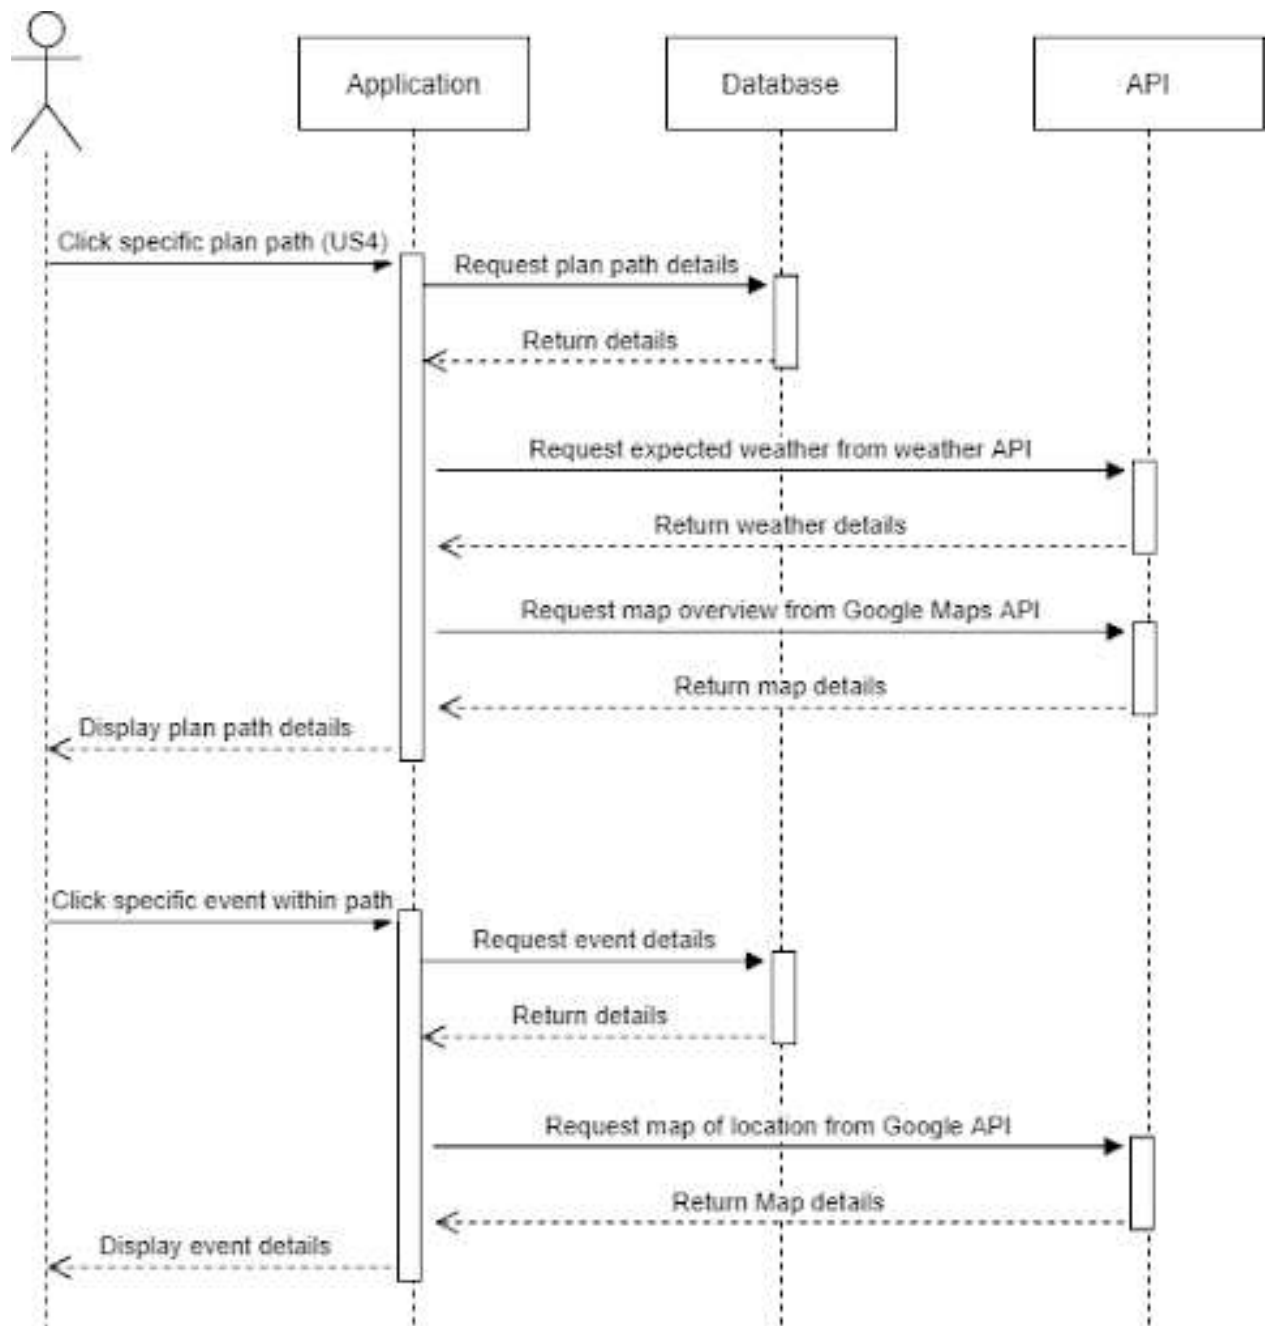 Application
Database
API
Click specific plan path (US4)
Request plan path details
Return details
Request expected weather from weather API
Return weather details
Request map overview from Google Maps API
Return map details
Display plan path details
Click specific event within path
Request event details
Return details
Request map of location from Google API
Return Map details
Display event details